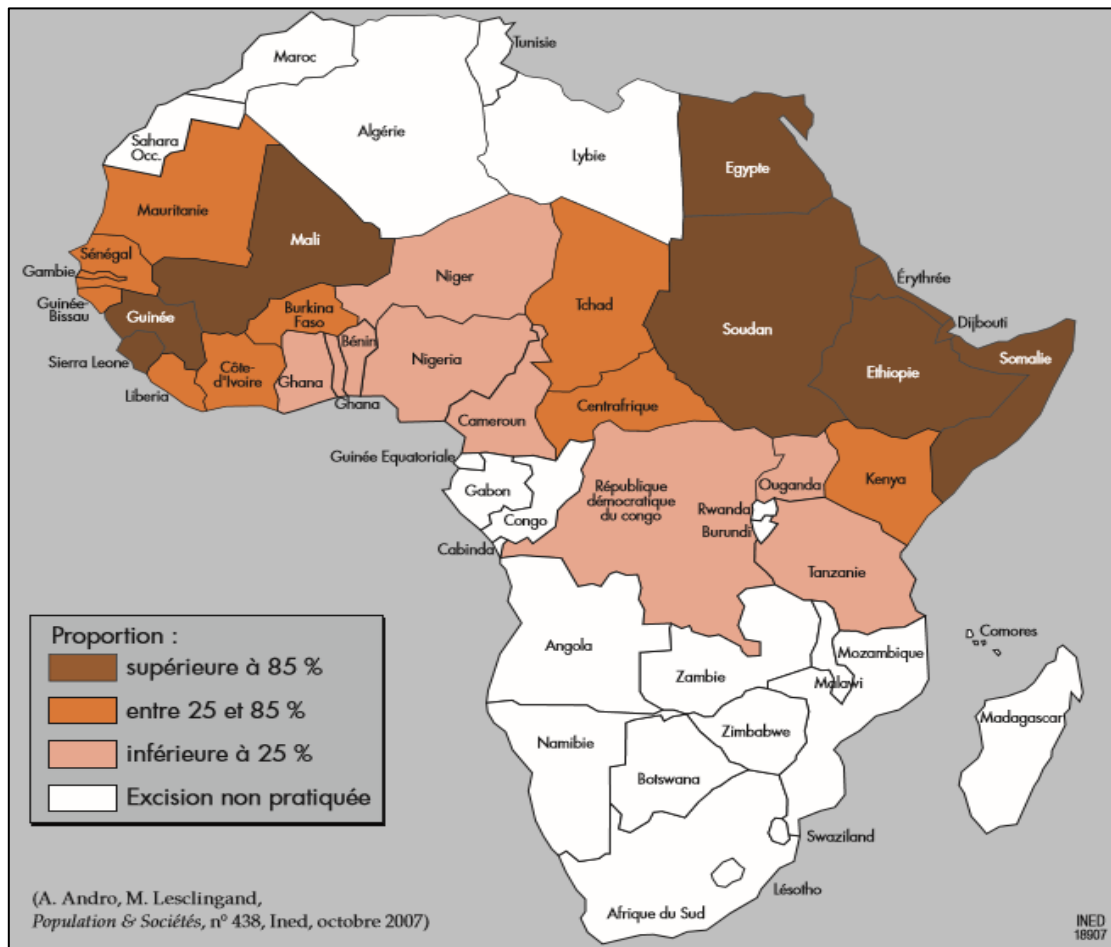 Tunisie
Maroc
Algérie
Sahara
Occ.
Lybie
Egypte
Mauritanie
Mali
Niger
Sénégal
Gambie
Guinée-
Bissau
Tchad
Érythrée
Burkina
Faso
Soudan
Dijbouti
Guinée
Bénin
Nigeria
Somalie
Sierra Leone
Côte-
d'Ivoire
Ghana
Ethiopie
Liberia
Ghana
Centrafrique
Cameroun
Guinée Equatoriale
Ouganda
Kenya
Gabon
République
démocratique
du congo
Rwanda
Congo
Burundi
Cabinda
Tanzanie
Proportion :
supérieure à 85 %
entre 25 et 85 %
inférieure à 25 %
Excision non pratiquée
Angola
Comores
Mozambique
Zambie
Malawi
Madagascar
Zimbabwe
Namibie
Botswana
Swaziland
Lésotho
Afrique du Sud
(A. Andro, M. Lesclingand,
Population & Sociétés, n° 438, Ined, octobre 2007)
INED
18907